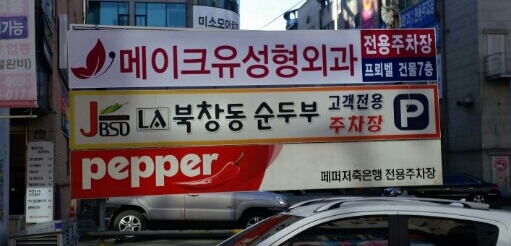 미소모아
가능
메이크유성형외과
전용주차장
프뢰벨 건물7층
JBSD LA 북창동 순두부
고객전용
주차장
P
pepper
페퍼저축은행 전용주차장